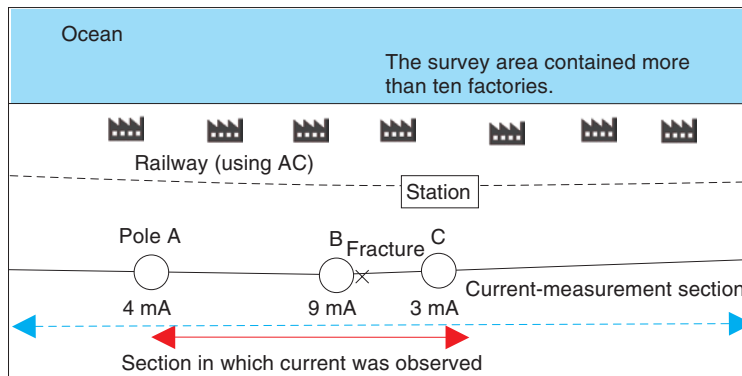 Ocean
The survey area contained more
than ten factories.
Railway (using AC)
Station
Pole A
B
Fracture
C
4 mA
9 mA
3 mA
Current-measurement section
Section in which current was observed